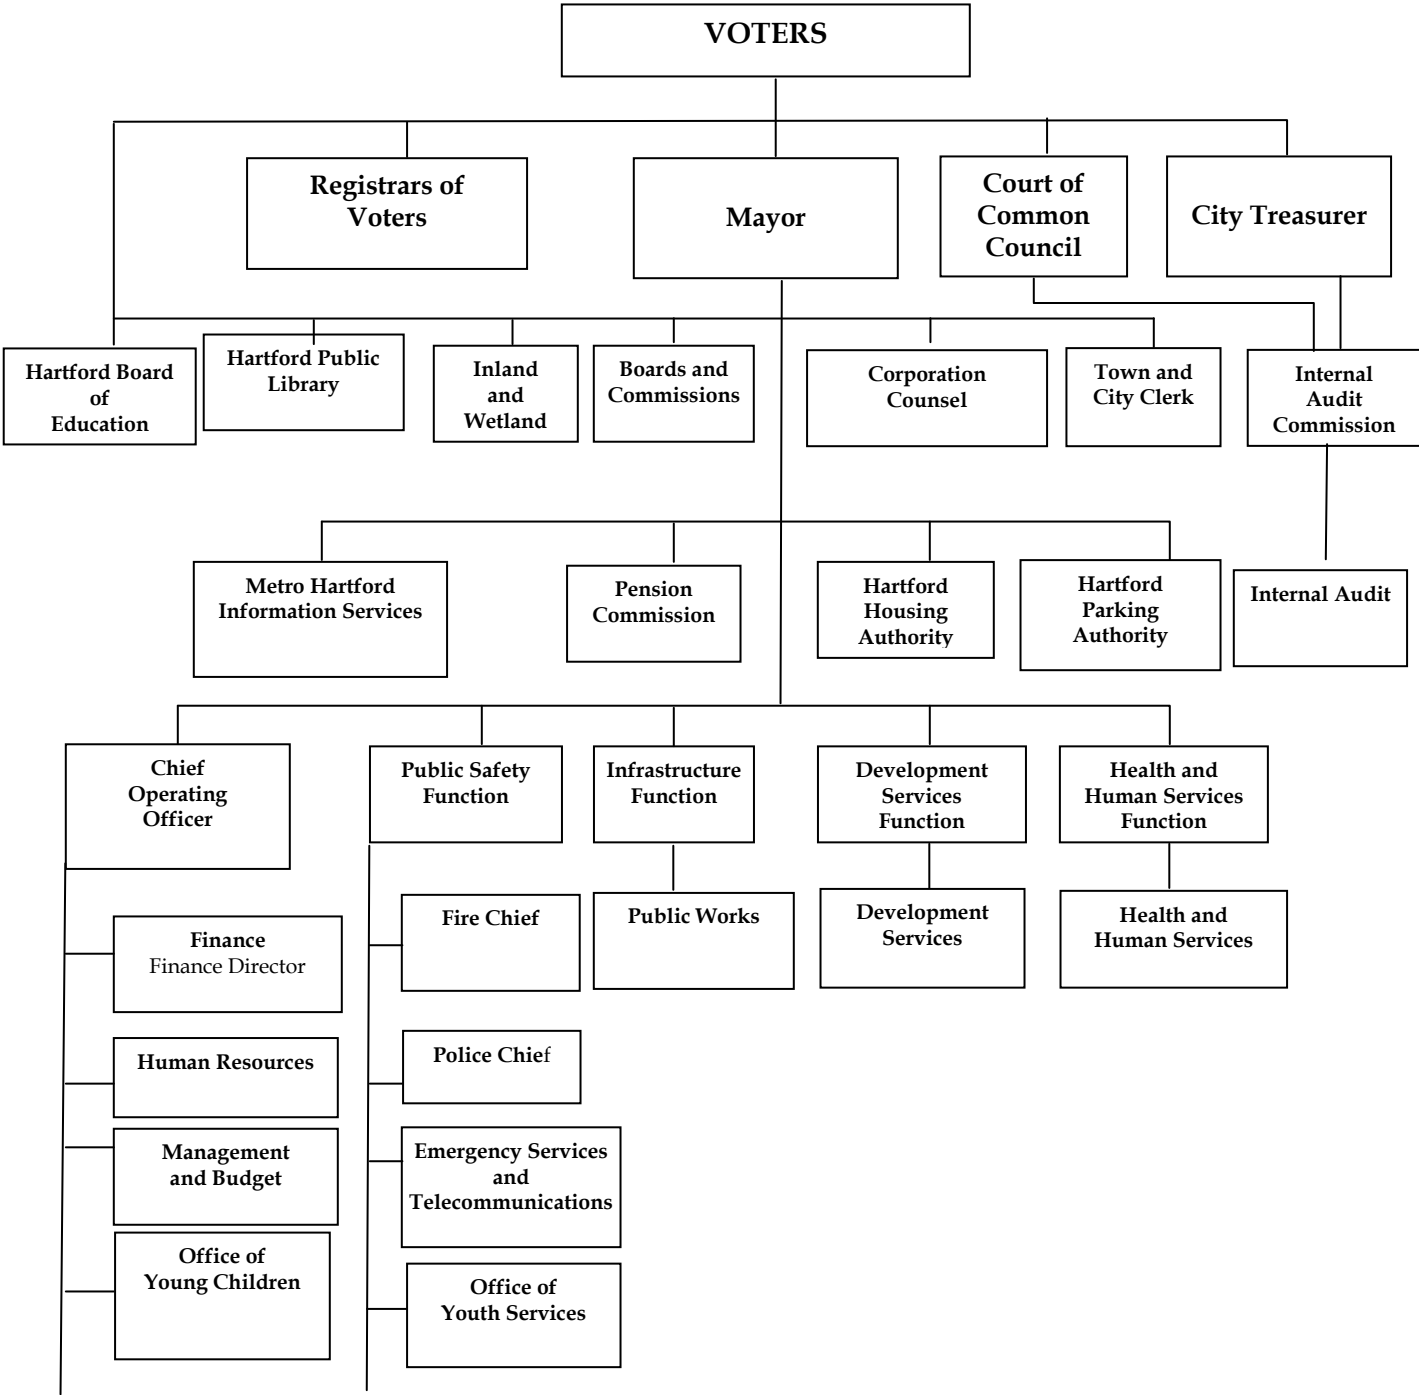 VOTERS
Registrars of
Voters
Mayor
Court of
Common
Council
City Treasurer
Hartford Board
of
Education
Hartford Public
Library
Inland
and
Wetland
Boards and
Commissions
Corporation
Counsel
Town and
City Clerk
Internal
Audit
Commission
Metro Hartford
Information Services
Pension
Commission
Hartford
Housing
Authority
Hartford
Parking
Authority
Internal Audit
Chief
Operating
Officer
Public Safety
Function
Infrastructure
Function
Development
Services
Function
Health and
Human Services
Function
Finance
Finance Director
Fire Chief
Public Works
Development
Services
Health and
Human Services
Human Resources
Police Chief
Management
and Budget
Emergency Services
and
Telecommunications
Office of
Young Children
Office of
Youth Services